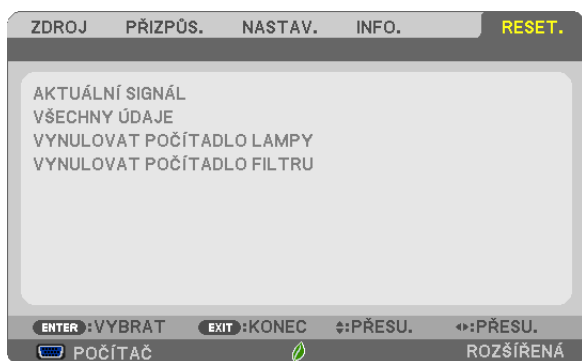 ZDROJ PŘIZPŮS. NASTAV. INFO. RESET.
AKTUÁLNÍ SIGNÁL
VŠECHNY ÚDAJE
VYNULOVAT POČÍTADLO LAMPY
VYNULOVAT POČÍTADLO FILTRU
ENTER :VYBRAT EXIT :KONEC :PŘESU. :PŘESU.
POČÍTAČ ROZŠÍŘENÁ